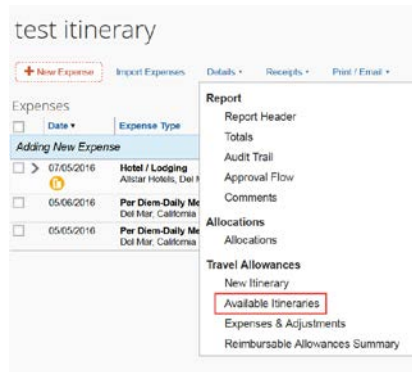 test itinerary
New Expense Import Expenses Details Receipts Print / Email
Expenses
Date Expense Type
Adding New Expense
07/05/2016 Hotel / Lodging
Allstar Hotels, Del
05/06/2016 Per Diem-Daily Me
Del Mar, California
05/05/2016 Per Diem-Daily Me
Del Mar, California
Report
Report Header
Totals
Audit Trail
Approval Flow
Comments
Allocations
Allocations
Travel Allowances
New Itinerary
Available Itineraries
Expenses & Adjustments
Reimbursable Allowances Summary